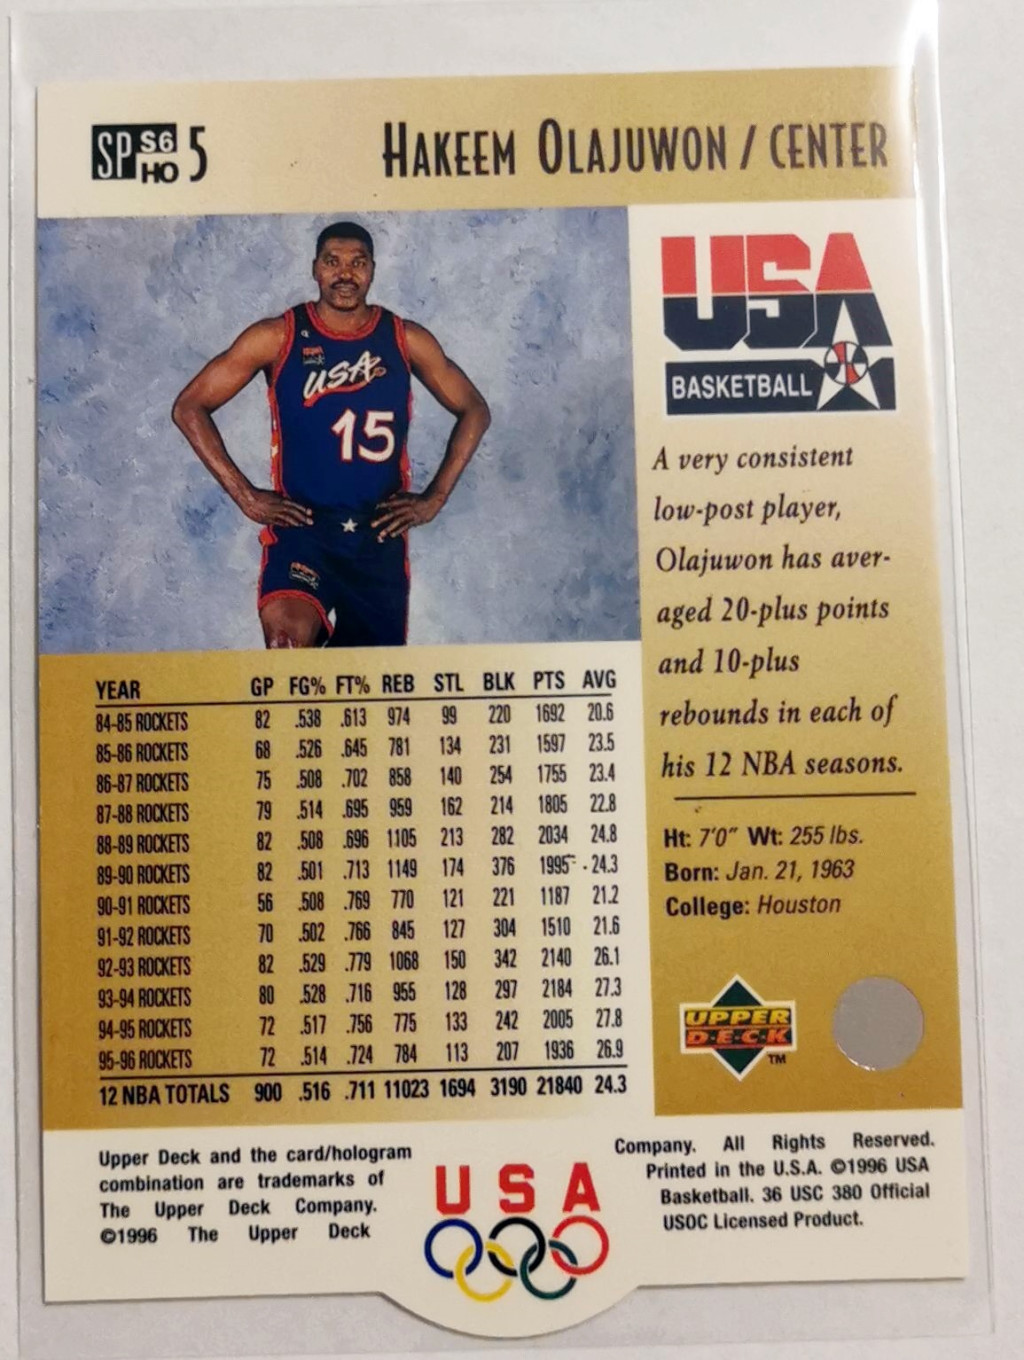 SP S6 HO 5
HAKEEM OLAJUWON / CENTER
USA
15
USA
BASKETBALL
A very consistent
low-post player,
Olajuwon has aver-
aged 20-plus points
and 10-plus
rebounds in each of
his 12 NBA seasons.
Ht: 7'0" Wt: 255 lbs.
Born: Jan. 21, 1963
College: Houston
UPPER
D·E·C·K
TM
YEAR GP FG% FT% REB STL BLK PTS AVG
84-85 ROCKETS 82 .538 .613 974 99 220 1692 20.6
85-86 ROCKETS 68 .526 .645 781 134 231 1597 23.5
86-87 ROCKETS 75 .508 .702 858 140 254 1755 23.4
87-88 ROCKETS 79 .514 .695 959 162 214 1805 22.8
88-89 ROCKETS 82 .508 .696 1105 213 282 2034 24.8
89-90 ROCKETS 82 .501 .713 1149 174 376 1995 24.3
90-91 ROCKETS 56 .508 .769 770 121 221 1187 21.2
91-92 ROCKETS 70 .502 .766 845 127 304 1510 21.6
92-93 ROCKETS 82 .529 .779 1068 150 342 2140 26.1
93-94 ROCKETS 80 .528 .716 955 128 297 2184 27.3
94-95 ROCKETS 72 .517 .756 775 133 242 2005 27.8
95-96 ROCKETS 72 .514 .724 784 113 207 1936 26.9
12 NBA TOTALS 900 .516 .711 11023 1694 3190 21840 24.3
Upper Deck and the card/hologram
combination are trademarks of
The Upper Deck Company.
©1996 The Upper Deck
Company. All Rights Reserved.
Printed in the U.S.A. ©1996 USA
Basketball. 36 USC 380 Official
USOC Licensed Product.
USA